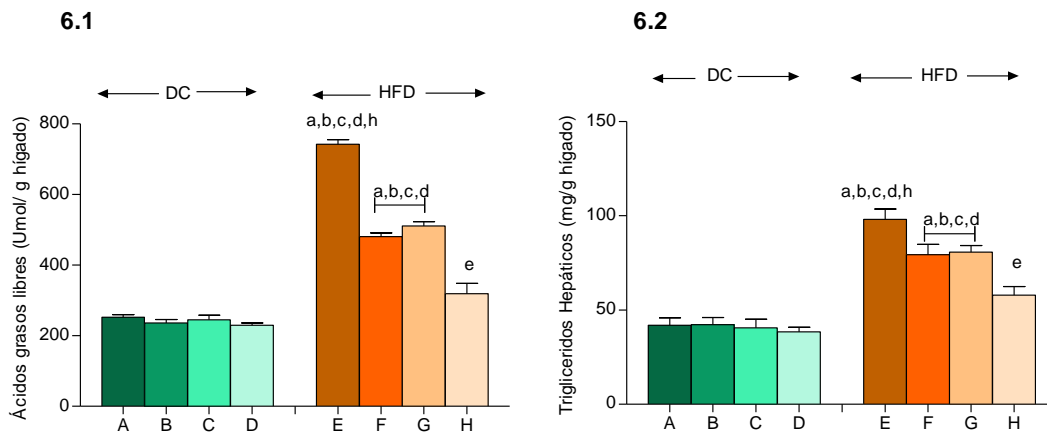 6.1
DC
HFD
Ácidos grasos libres (Umol/ g hígado)
800
600
400
200
0
a,b,c,d,h
a,b,c,d
e
A B C D E F G H
6.2
DC
HFD
Trigliceridos Hepáticos (mg/g hígado)
150
100
50
0
a,b,c,d,h
a,b,c,d
e
A B C D E F G H